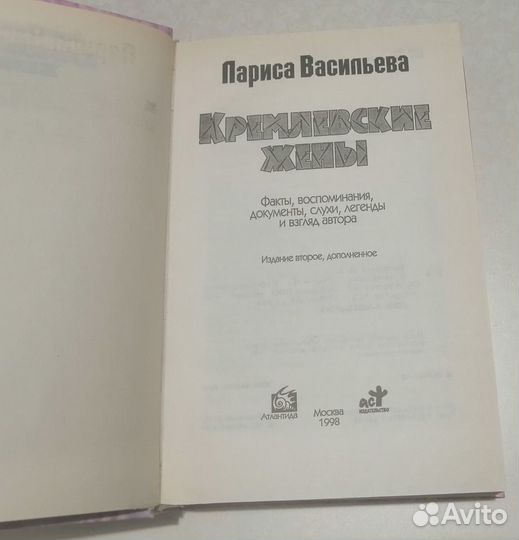 Лариса Васильева
Кремлевские
жены
Факты, воспоминания,
документы, слухи, легенды
и взгляд автора
Издание второе, дополненное
Атлантида
Москва
1998
аст
издательство
Avito